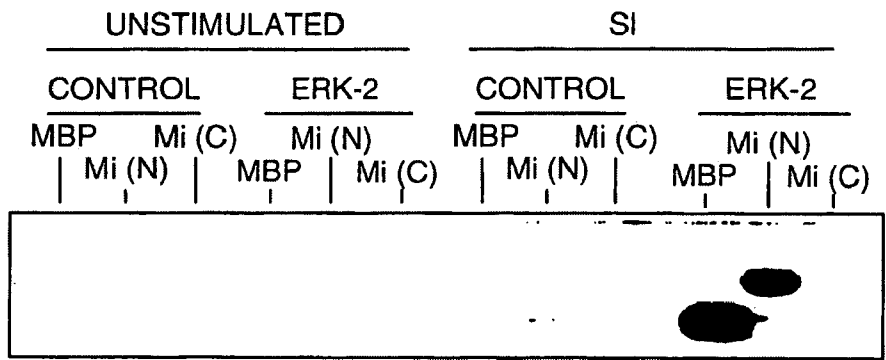 UNSTIMULATED SI
CONTROL ERK-2 CONTROL ERK-2
MBP Mi (C) Mi (N) MBP Mi (C) Mi (N)
Mi (N) MBP Mi (C) Mi (N) MBP Mi (C)